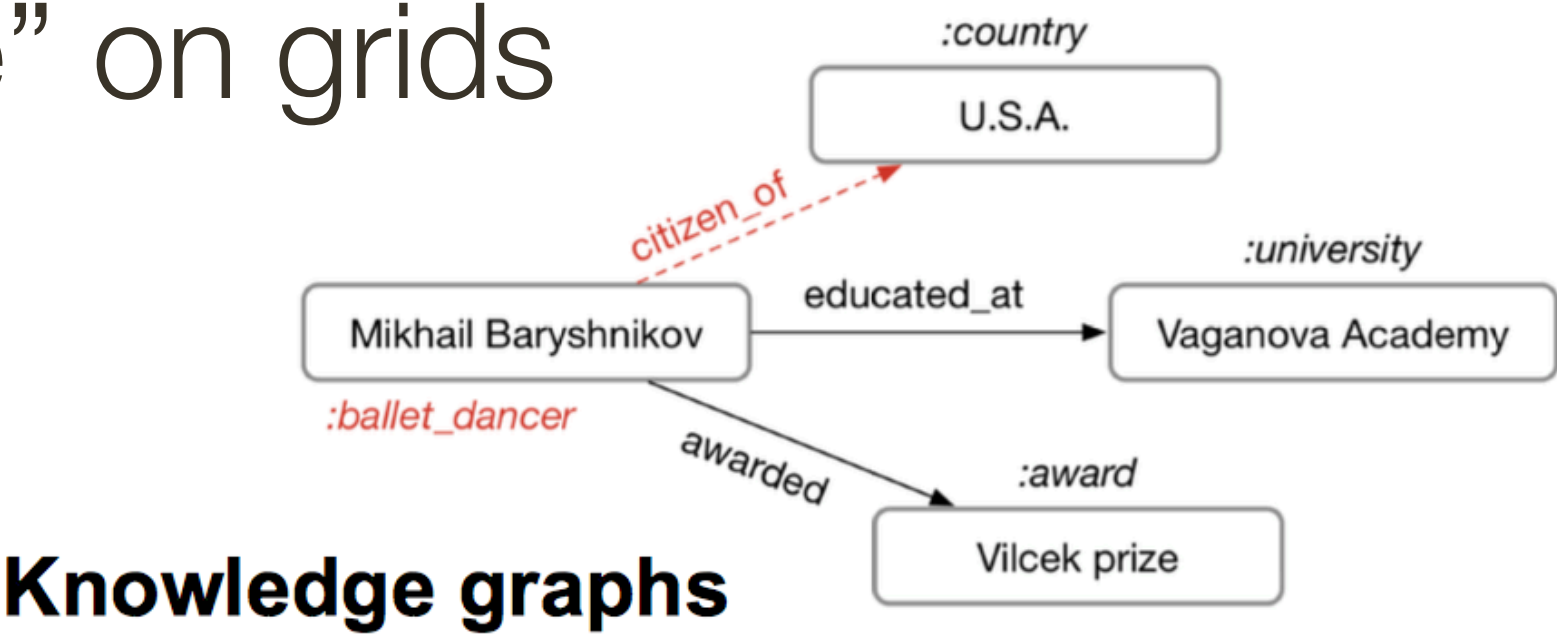 e” on grids
:country
U.S.A.
citizen_of
:university
educated_at
Mikhail Baryshnikov
Vaganova Academy
:ballet_dancer
awarded
:award
Vilcek prize
Knowledge graphs